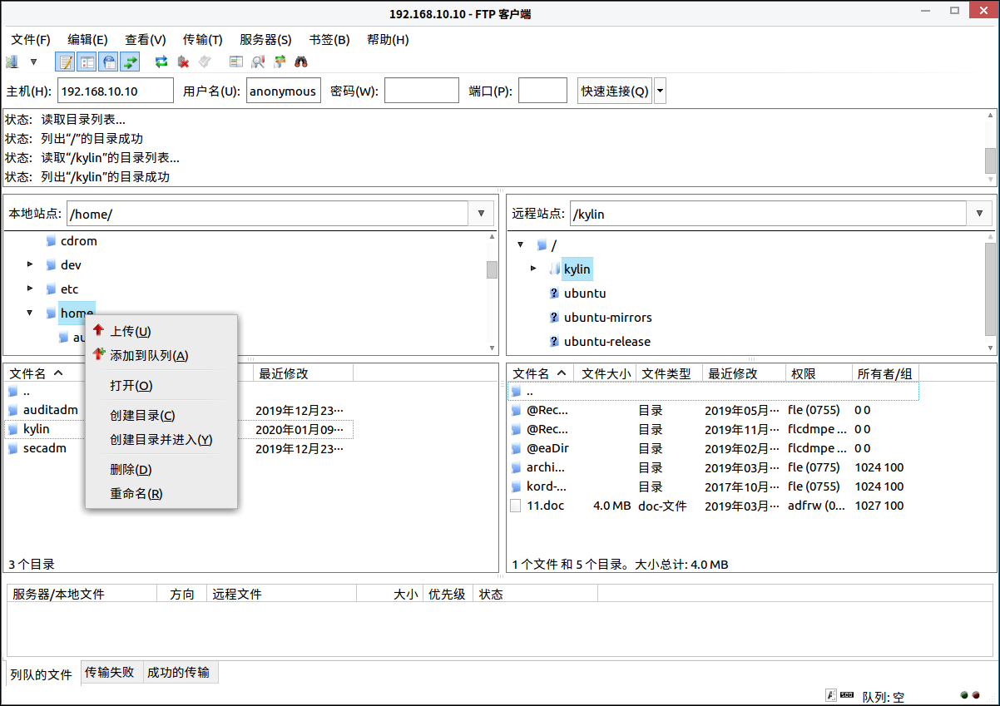 192.168.10.10 - FTP 客户端
文件(F) 编辑(E) 查看(V) 传输(T) 服务器(S) 书签(B) 帮助(H)
主机(H): 192.168.10.10 用户名(U): anonymous 密码(W): 端口(P): 快速连接(Q)
状态: 读取目录列表...
状态: 列出“/”的目录成功
状态: 读取“/kylin”的目录列表...
状态: 列出“/kylin”的目录成功
本地站点: /home/
cdrom
dev
etc
home
au
远程站点: /kylin
/
kylin
ubuntu
ubuntu-mirrors
ubuntu-release
上传(U)
添加到队列(A)
打开(O)
创建目录(C)
创建目录并进入(Y)
删除(D)
重命名(R)
文件名 最近修改
..
auditadm 2019年12月23…
kylin 2020年01月09…
secadm 2019年12月23…
3 个目录
文件名 文件大小 文件类型 最近修改 权限 所有者/组
..
@Rec... 目录 2019年05月… fle (0755) 0 0
@Rec... 目录 2019年11月… flcdmpe ... 0 0
@eaDir 目录 2019年02月… flcdmpe ... 0 0
archi... 目录 2019年03月… fle (0775) 1024 100
kord-... 目录 2017年10月… fle (0755) 1024 100
11.doc 4.0 MB doc-文件 2019年03月… adfrw (0... 1027 100
1 个文件 和 5 个目录。大小总计: 4.0 MB
服务器/本地文件 方向 远程文件 大小 优先级 状态
列队的文件 传输失败 成功的传输
队列: 空